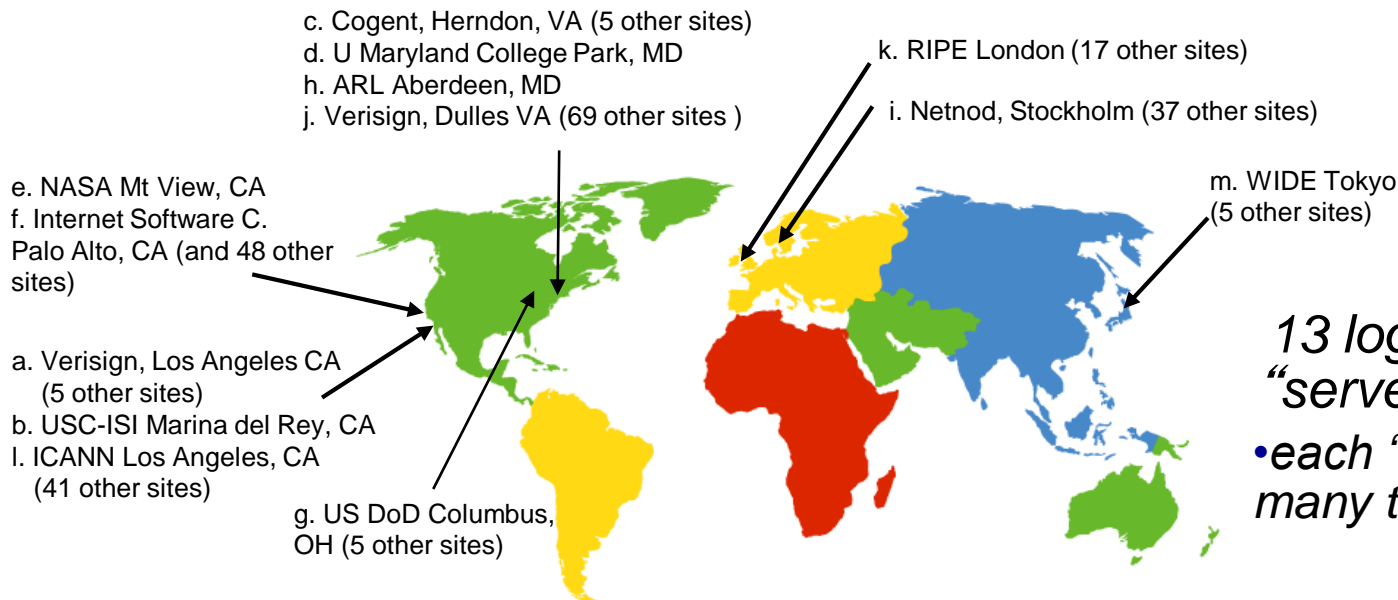 c. Cogent, Herndon, VA (5 other sites)
d. U Maryland College Park, MD
h. ARL Aberdeen, MD
j. Verisign, Dulles VA (69 other sites )
k. RIPE London (17 other sites)
i. Netnod, Stockholm (37 other sites)
e. NASA Mt View, CA
f. Internet Software C.
Palo Alto, CA (and 48 other
sites)
m. WIDE Tokyo
(5 other sites)
a. Verisign, Los Angeles CA
(5 other sites)
b. USC-ISI Marina del Rey, CA
l. ICANN Los Angeles, CA
(41 other sites)
g. US DoD Columbus,
OH (5 other sites)
13
•each
many